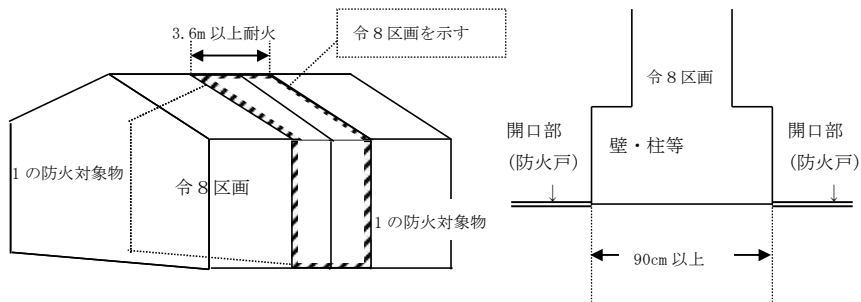 3.6m 以上耐火
令８区画を示す
1 の防火対象物
令８区画
1 の防火対象物
令８区画
開口部
(防火戸)
↓
壁・柱等
開口部
(防火戸)
↓
90cm 以上